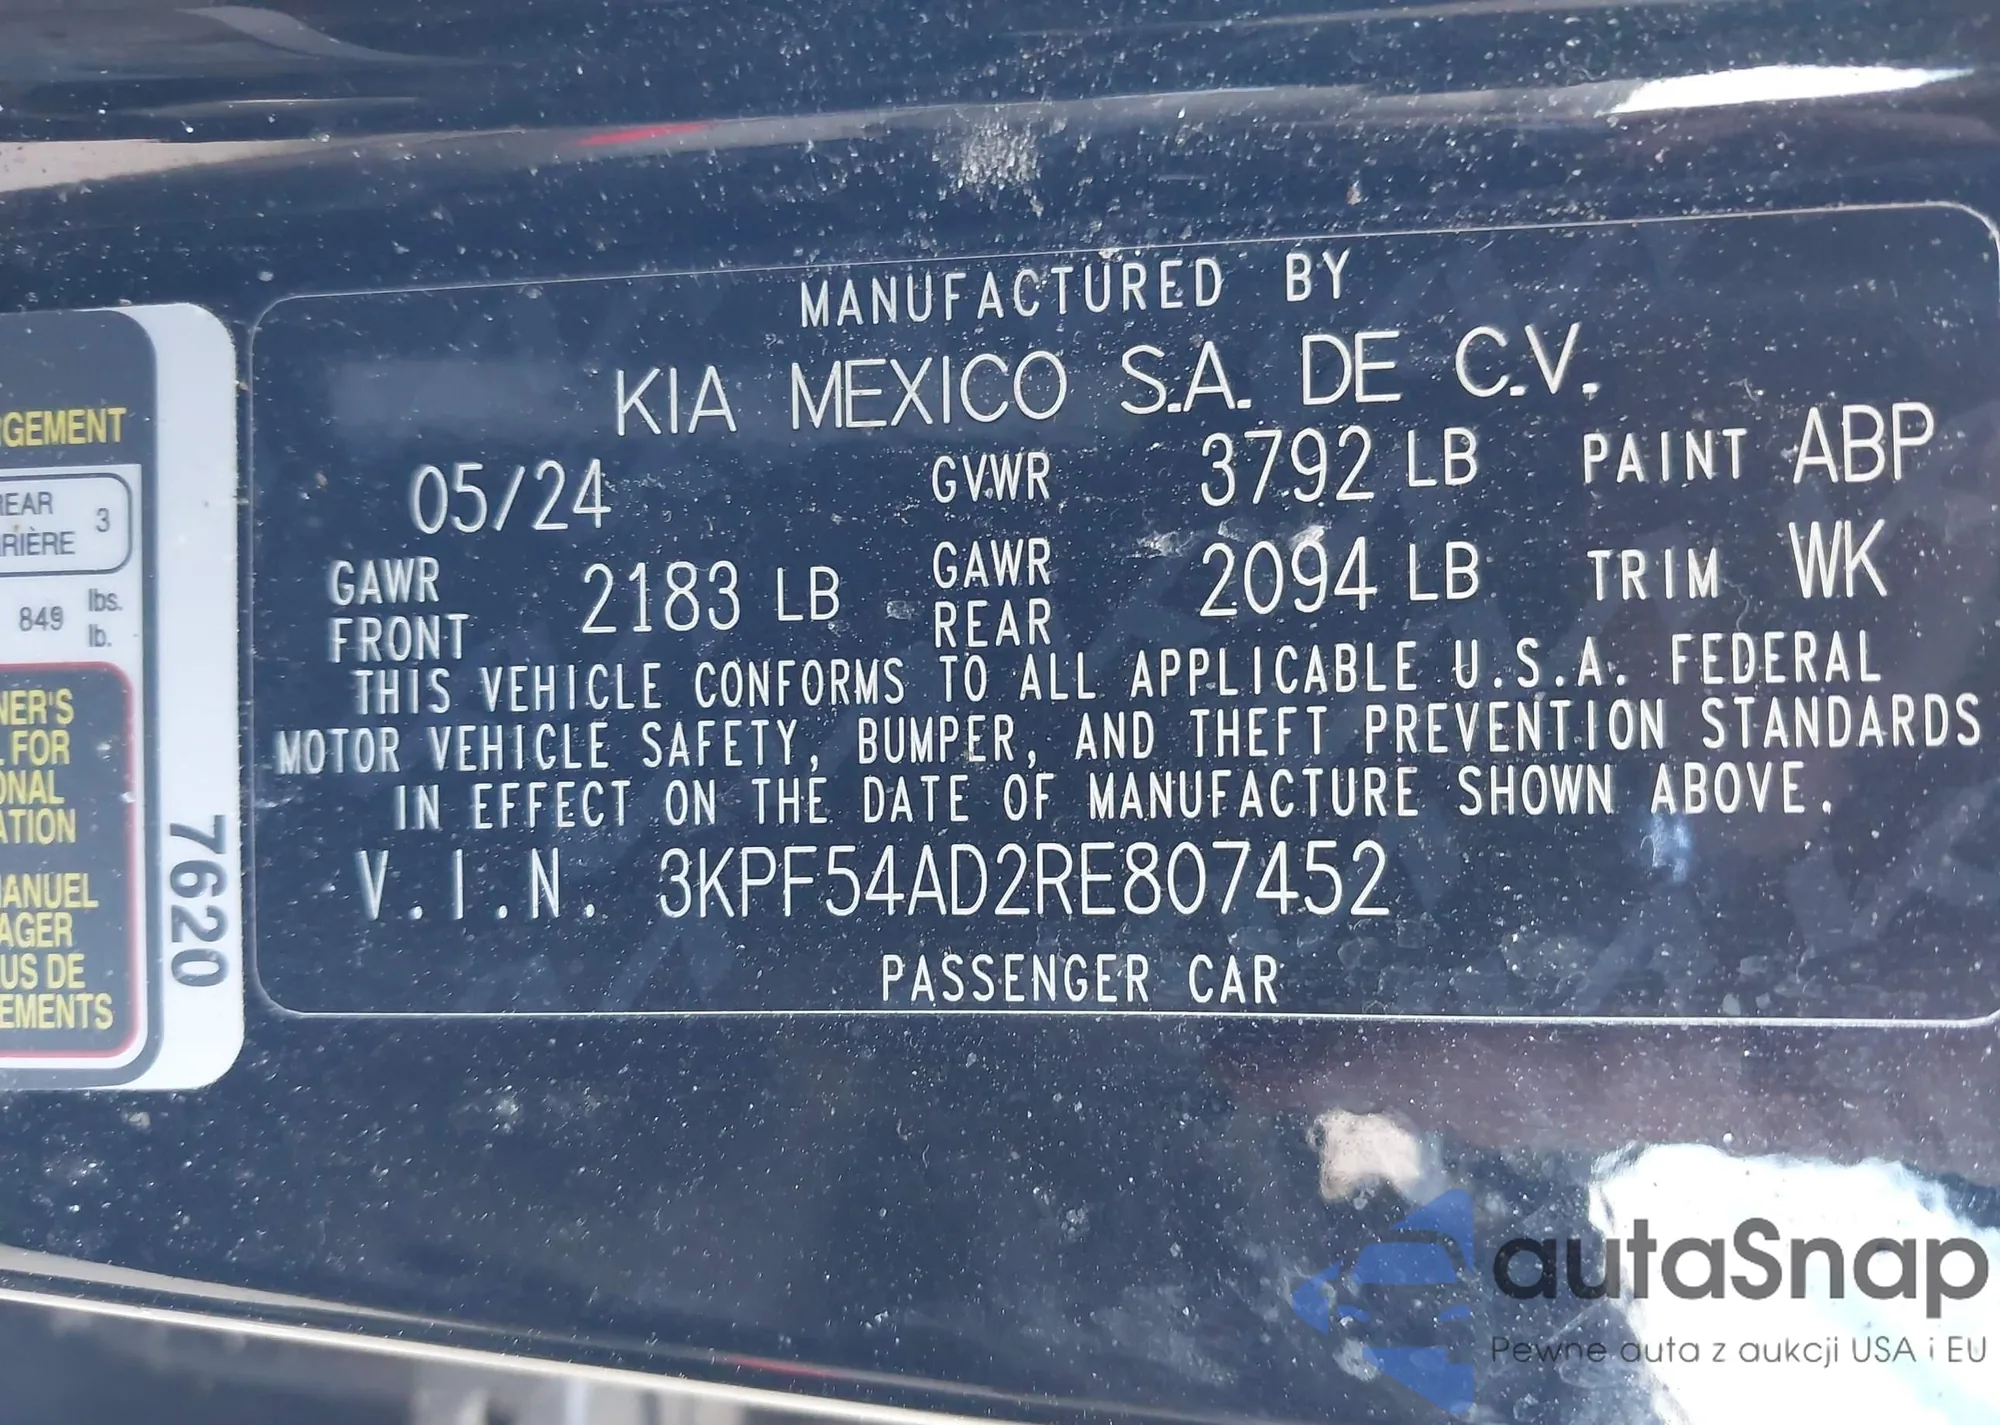 MANUFACTURED BY
KIA MEXICO S.A. DE C.V.
05/24 GVWR 3792 LB PAINT ABP
GAWR FRONT 2183 LB GAWR REAR 2094 LB TRIM WK
THIS VEHICLE CONFORMS TO ALL APPLICABLE U.S.A. FEDERAL
MOTOR VEHICLE SAFETY, BUMPER, AND THEFT PREVENTION STANDARDS
IN EFFECT ON THE DATE OF MANUFACTURE SHOWN ABOVE.
V.I.N. 3KPF54AD2RE807452
PASSENGER CAR
RGEMENT
REAR
RRIÈRE 3
849 lbs.
lb.
NER'S
L FOR
ONAL
ATION
MANUEL
AGER
US DE
EMENTS
7620
autaSnap
Pewne auta z aukcji USA i EU